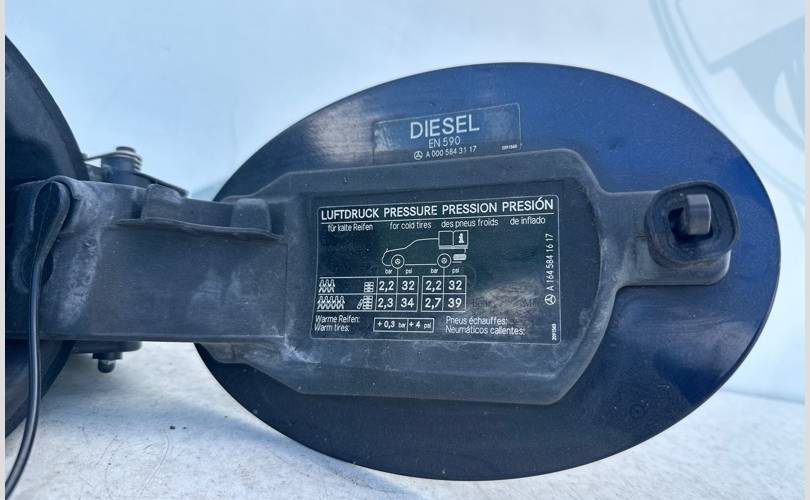 DIESEL
EN 590
A 000 584 31 17
LUFTDRUCK PRESSURE PRESSION PRESIÓN
für kalte Reifen for cold tires des pneus froids de inflado
bar psi bar psi
2,2 32 2,2 32
2,3 34 2,7 39
Warme Reifen: Pneus échauffes:
Warm tires: + 0,3 bar + 4 psi Neumáticos calientes:
A 164 584 16 17